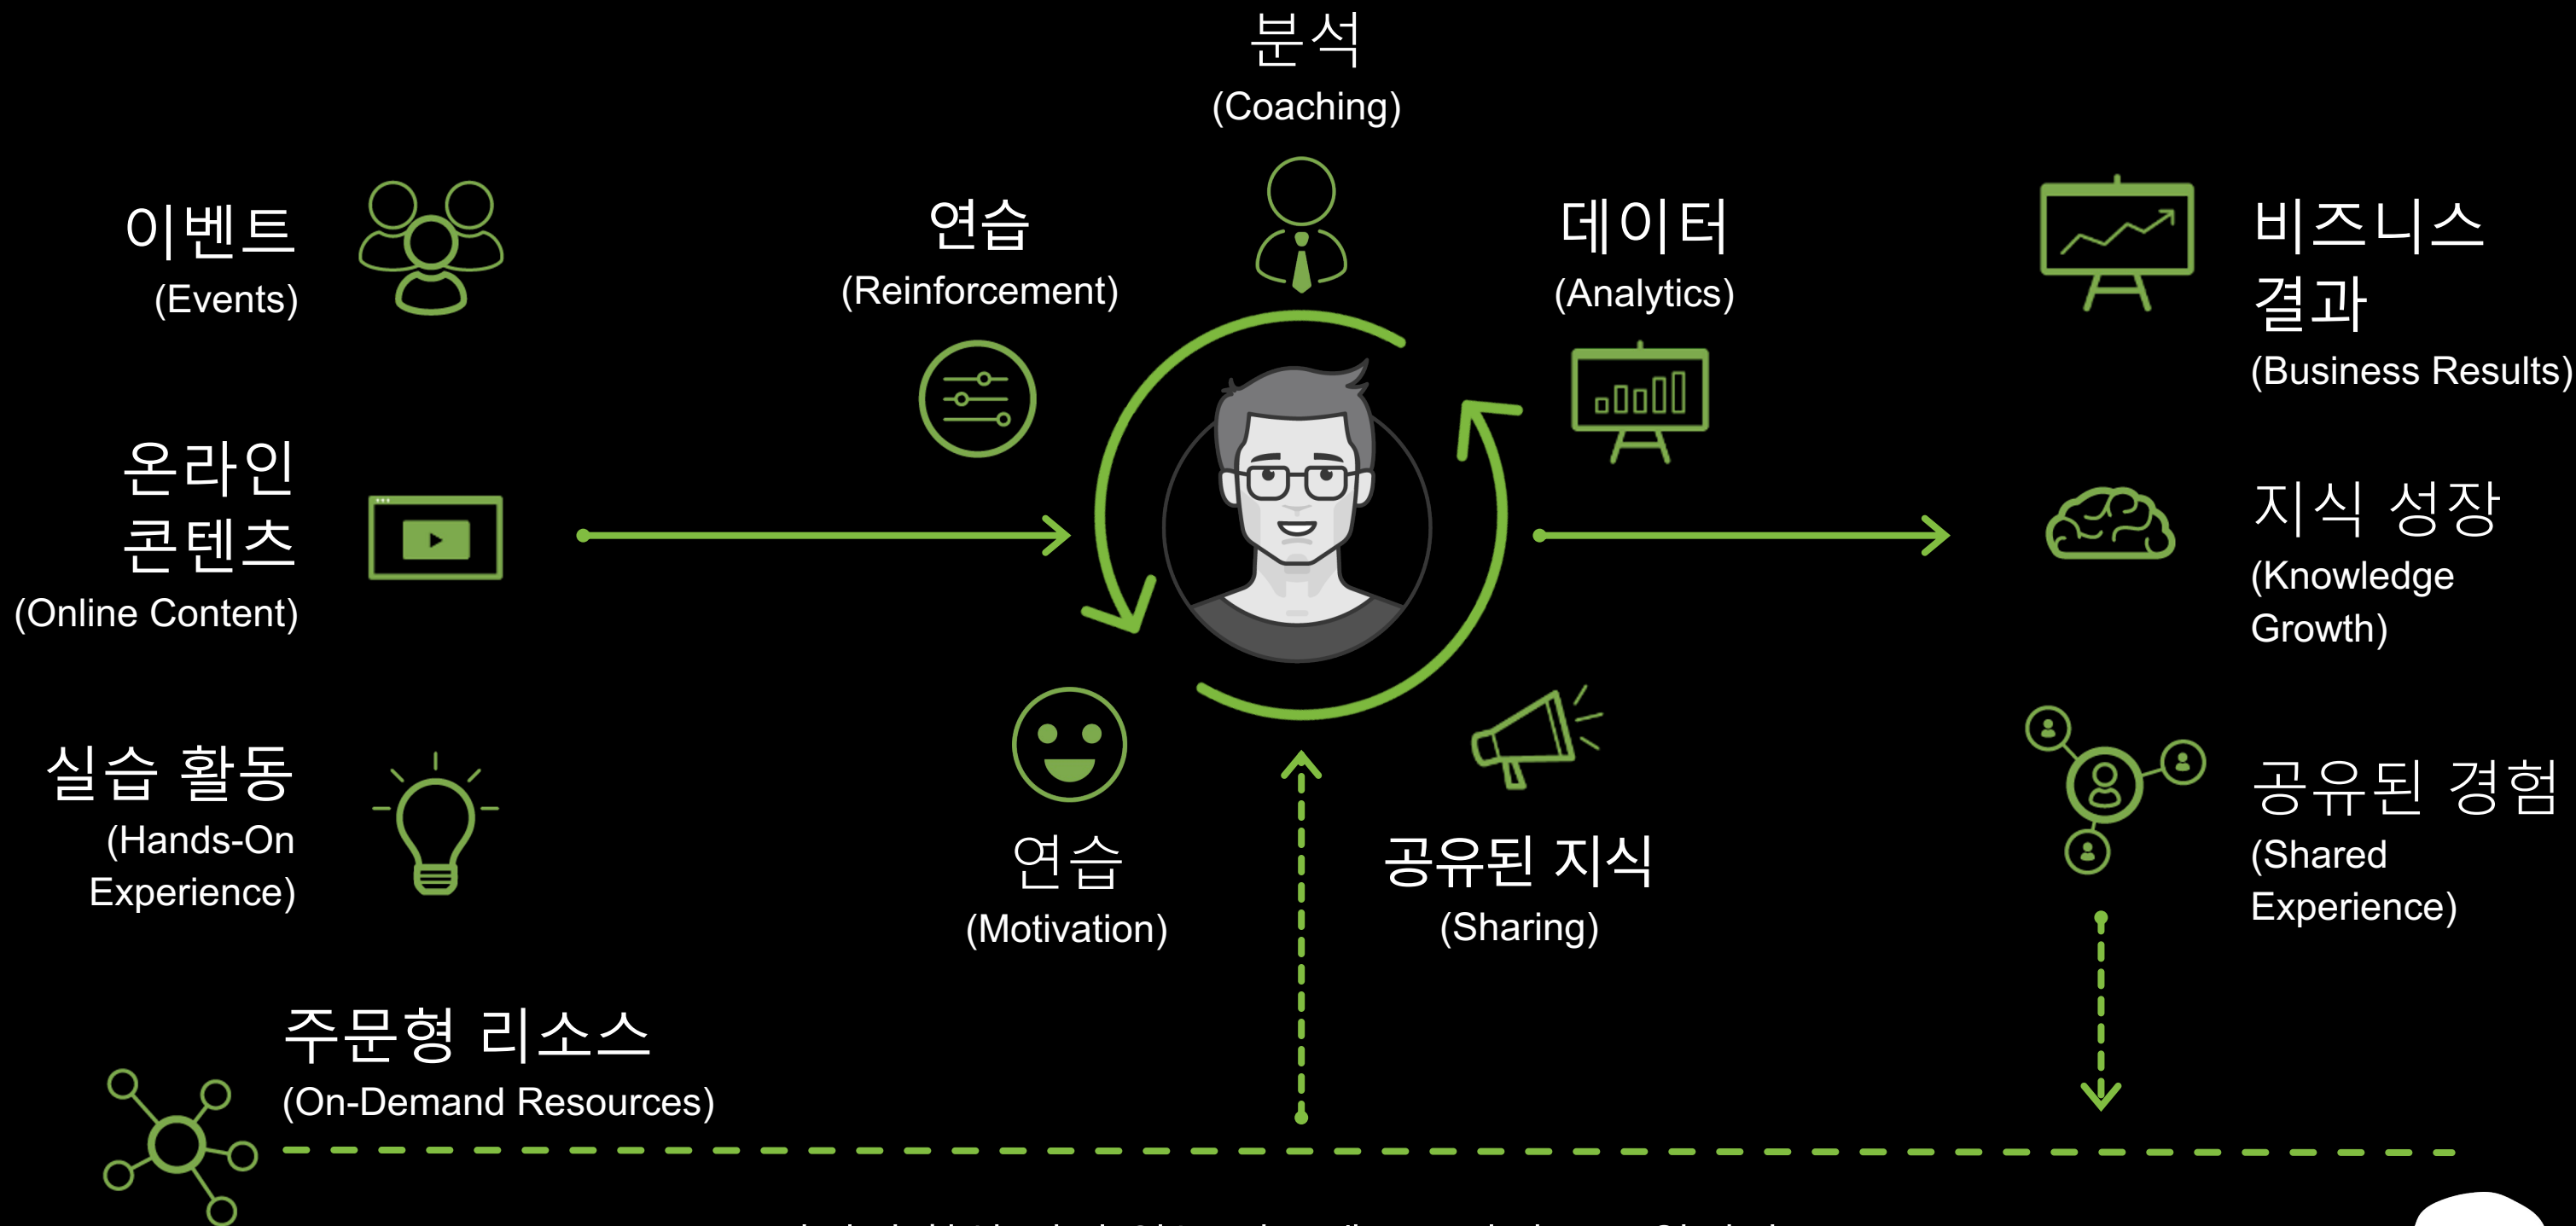 분석
(Coaching)
이벤트
(Events)
연습
(Reinforcement)
데이터
(Analytics)
비즈니스
결과
(Business Results)
온라인
콘텐츠
(Online Content)
지식 성장
(Knowledge
Growth)
실습 활동
(Hands-On
Experience)
연습
(Motivation)
공유된 지식
(Sharing)
공유된 경험
(Shared
Experience)
주문형 리소스
(On-Demand Resources)